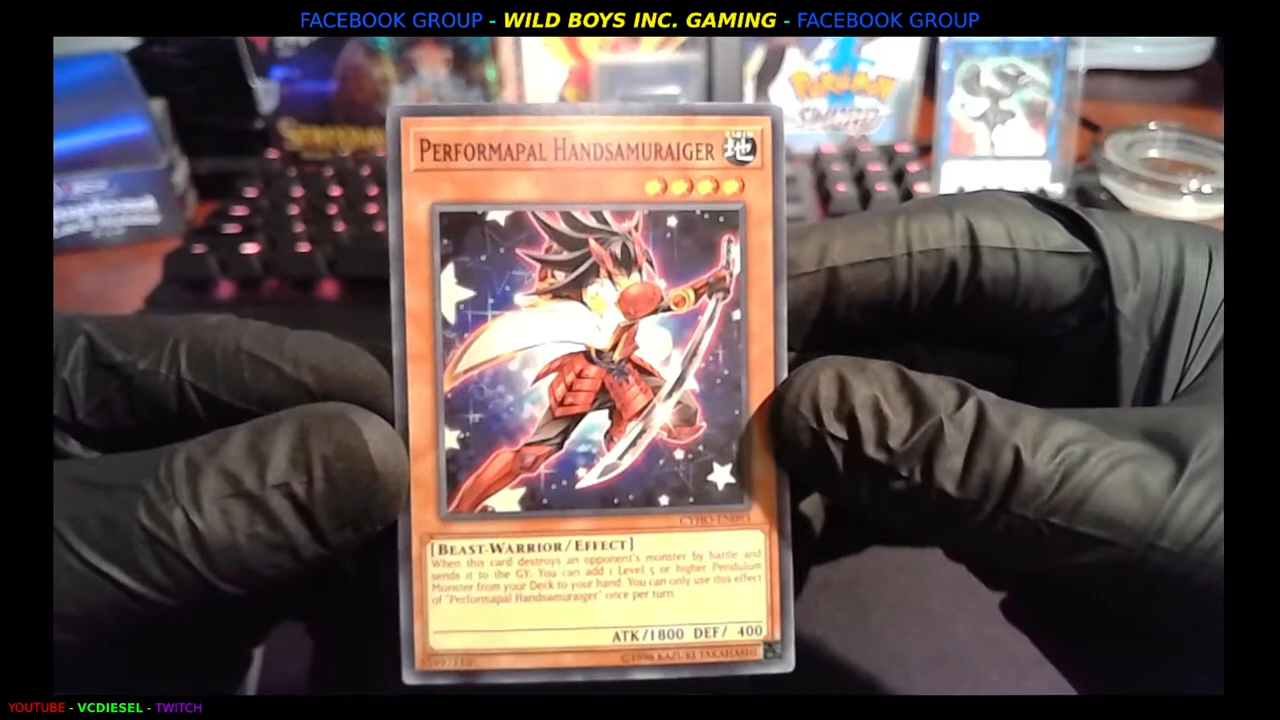 FACEBOOK GROUP - WILD BOYS INC. GAMING - FACEBOOK GROUP
POKÉMON
PERFORMAPAL HANDSAMURAIGER
地
[BEAST-WARRIOR/EFFECT]
When this card destroys an opponent's monster by battle and
sends it to the GY: You can add 1 Level 5 or higher Pendulum
Monster from your Deck to your hand. You can only use this effect
of "Performapal Handsamuraiger" once per turn.
ATK/1800 DEF/ 400
©1996 KAZUKI TAKAHASHI
YOUTUBE - VCDIESEL - TWITCH